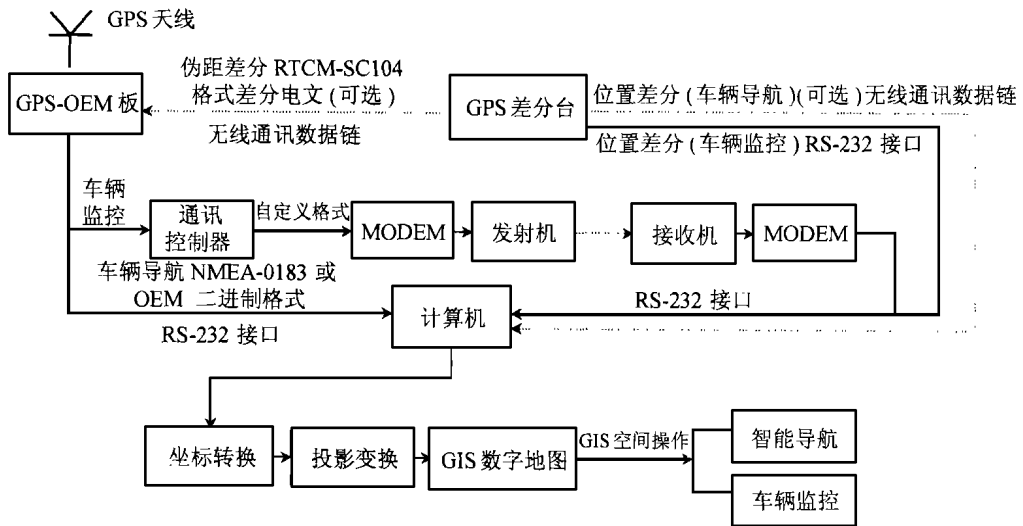 GPS 天线
伪距差分 RTCM-SC104
格式差分电文(可选)
无线通讯数据链
GPS-OEM 板
GPS 差分台
位置差分(车辆导航)(可选)无线通讯数据链
位置差分(车辆监控)RS-232 接口
车辆
监控
通讯
控制器
自定义格式
MODEM
发射机
接收机
MODEM
车辆导航 NMEA-0183 或
OEM 二进制格式
RS-232 接口
计算机
RS-232 接口
坐标转换
投影变换
GIS 数字地图
GIS 空间操作
智能导航
车辆监控